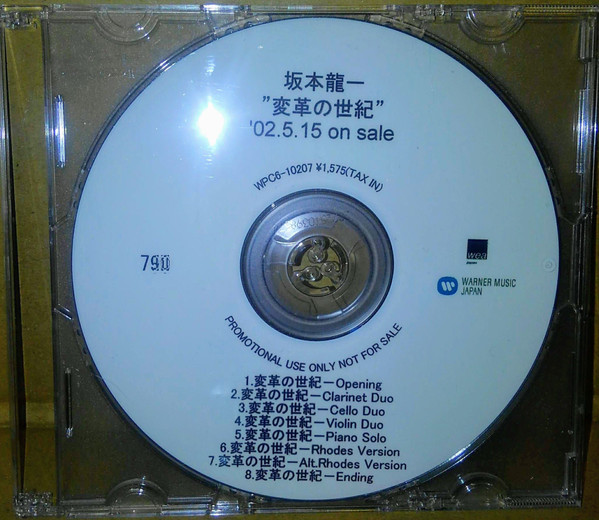 坂本龍一
”変革の世紀”
'02.5.15 on sale
WPC6-10207 ¥1,575(TAX IN)
790
wea
WARNER MUSIC
JAPAN
PROMOTIONAL USE ONLY NOT FOR SALE
1.変革の世紀ーOpening
2.変革の世紀ーClarinet Duo
3.変革の世紀ーCello Duo
4.変革の世紀ーViolin Duo
5.変革の世紀ーPiano Solo
6.変革の世紀ーRhodes Version
7.変革の世紀ーAlt.Rhodes Version
8.変革の世紀ーEnding